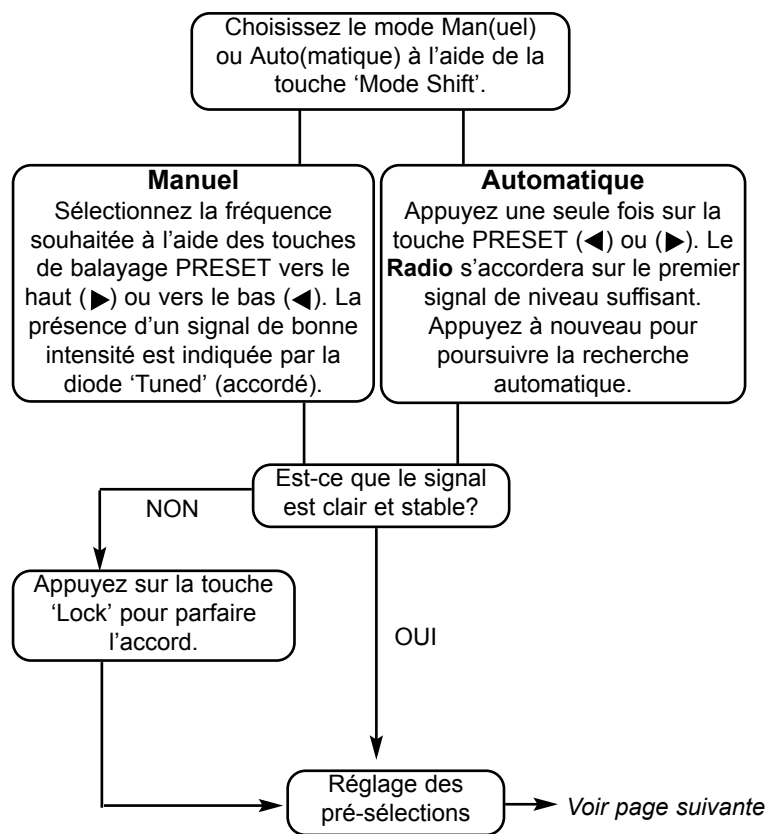 Choisissez le mode Man(uel)
ou Auto(matique) à l’aide de la
touche ‘Mode Shift’.
Manuel
Sélectionnez la fréquence
souhaitée à l’aide des touches
de balayage PRESET vers le
haut (▶) ou vers le bas (◀). La
présence d’un signal de bonne
intensité est indiquée par la
diode ‘Tuned’ (accordé).
Automatique
Appuyez une seule fois sur la
touche PRESET (◀) ou (▶). Le
Radio s’accordera sur le premier
signal de niveau suffisant.
Appuyez à nouveau pour
poursuivre la recherche
automatique.
Est-ce que le signal
est clair et stable?
NON
Appuyez sur la touche
‘Lock’ pour parfaire
l’accord.
OUI
Réglage des
pré-sélections
Voir page suivante